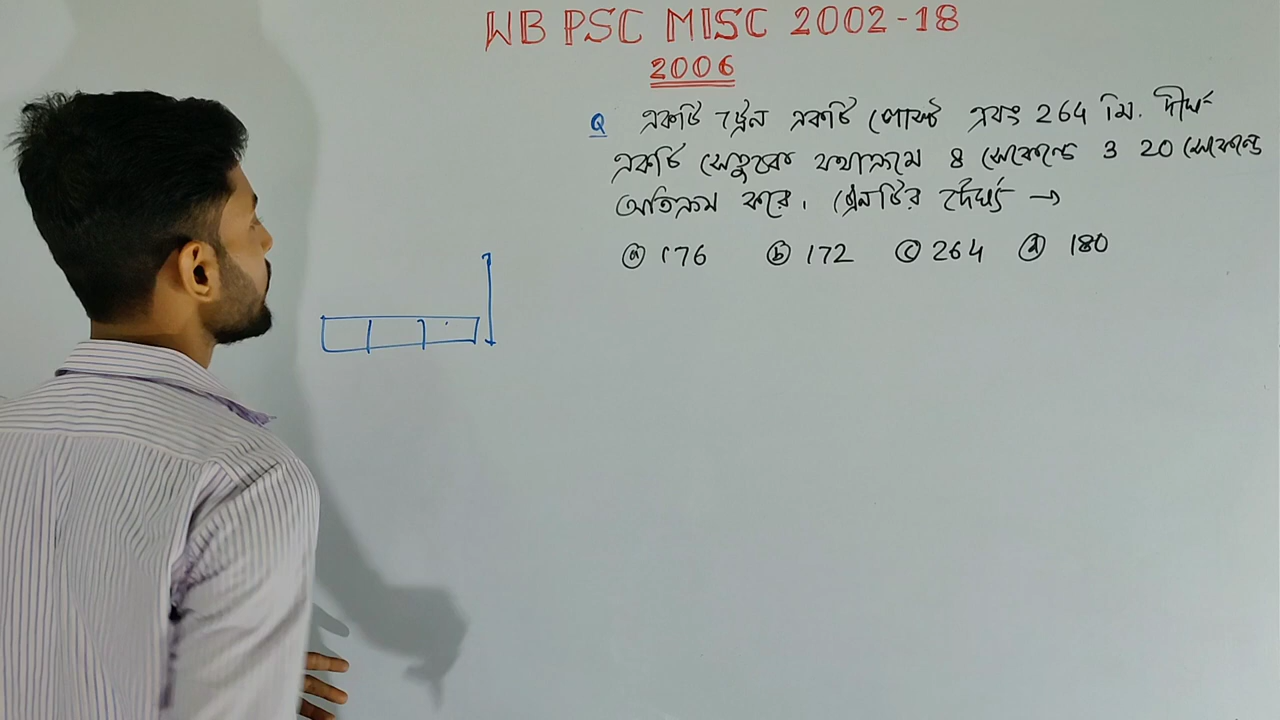 WB PSC MISC 2002-18
2006
Q একটি ট্রেন একটি পোস্ট এবং 264 মি. দীর্ঘ
একটি সেতুকে যথাক্রমে 8 সেকেন্ডে ও 20 সেকেন্ডে
অতিক্রম করে। ট্রেনটির দৈর্ঘ্য →
ⓐ 176 ⓑ 172 ⓒ 264 ⓓ 180